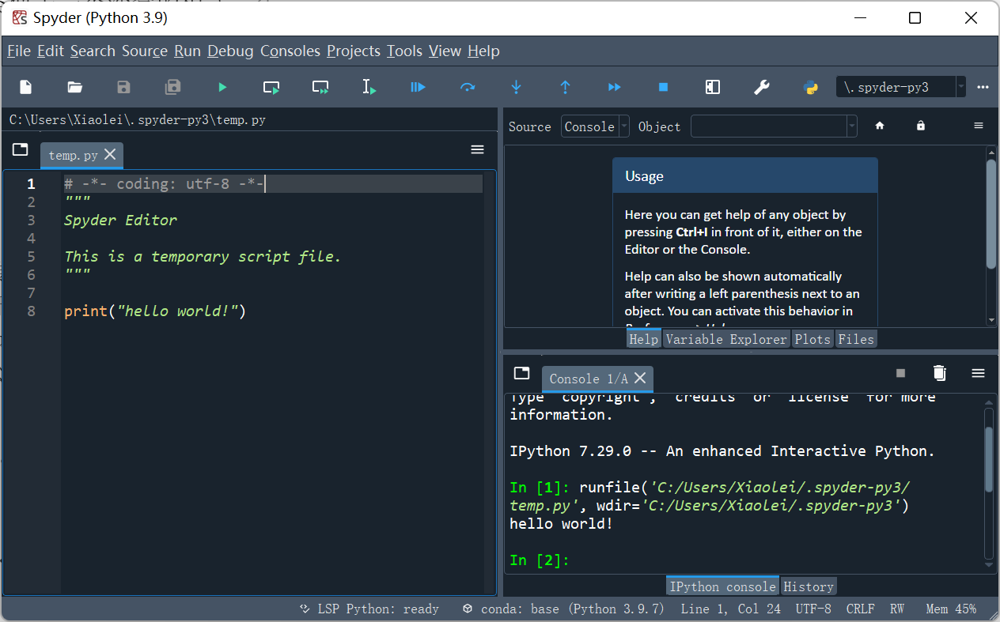 Spyder (Python 3.9)
File Edit Search Source Run Debug Consoles Projects Tools View Help
\.spyder-py3
C:\Users\Xiaolei\.spyder-py3\temp.py
temp.py
1 # -*- coding: utf-8 -*-
2 """
3 Spyder Editor
4
5 This is a temporary script file.
6 """
7
8 print("hello world!")
Source Console Object
Usage
Here you can get help of any object by
pressing Ctrl+I in front of it, either on the
Editor or the Console.
Help can also be shown automatically
after writing a left parenthesis next to an
object. You can activate this behavior in
Help Variable Explorer Plots Files
Console 1/A
Type "copyright", "credits" or "license" for more
information.
IPython 7.29.0 -- An enhanced Interactive Python.
In [1]: runfile('C:/Users/Xiaolei/.spyder-py3/
temp.py', wdir='C:/Users/Xiaolei/.spyder-py3')
hello world!
In [2]:
IPython console History
LSP Python: ready conda: base (Python 3.9.7) Line 1, Col 24 UTF-8 CRLF RW Mem 45%